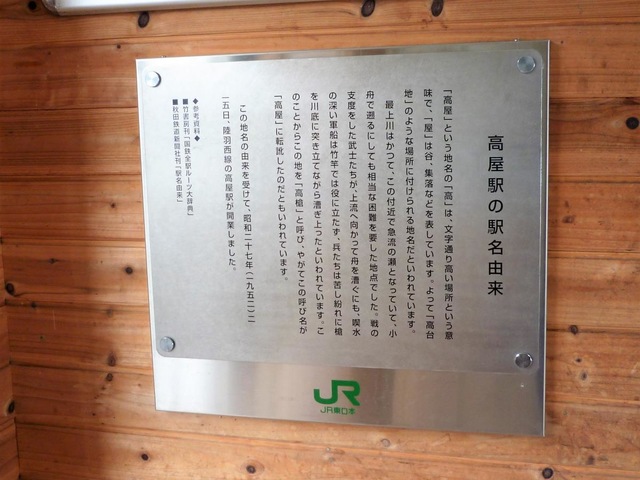 高屋駅の駅名由来
「高屋」という地名の「高」は、文字通り高い場所という意
味で、「屋」は谷、集落などを表しています。よって「高台
地」のような場所に付けられる地名だといわれています。
最上川はかつて、この付近で急流の瀬となっていて、小
舟で遡るにしても相当な困難を要した地点でした。戦の
支度をした武士たちが、上流へ向かって舟を漕ぐにも、喫水
の深い軍船は竹竿では役に立たず、兵たちは苦し紛れに槍
を川底に突き立てながら漕ぎ上ったといわれています。こ
のことからこの地を「高槍」と呼び、やがてこの呼び名が
「高屋」に転訛したのだともいわれています。
この地名の由来を受けて、昭和二十七年（一九五二）二
一五日、陸羽西線の高屋駅が開業しました。
◆参考資料◆
■竹書房刊「国鉄全駅ルーツ大辞典」
■秋田鉄道新聞社刊「駅名由来」
JR
JR東日本